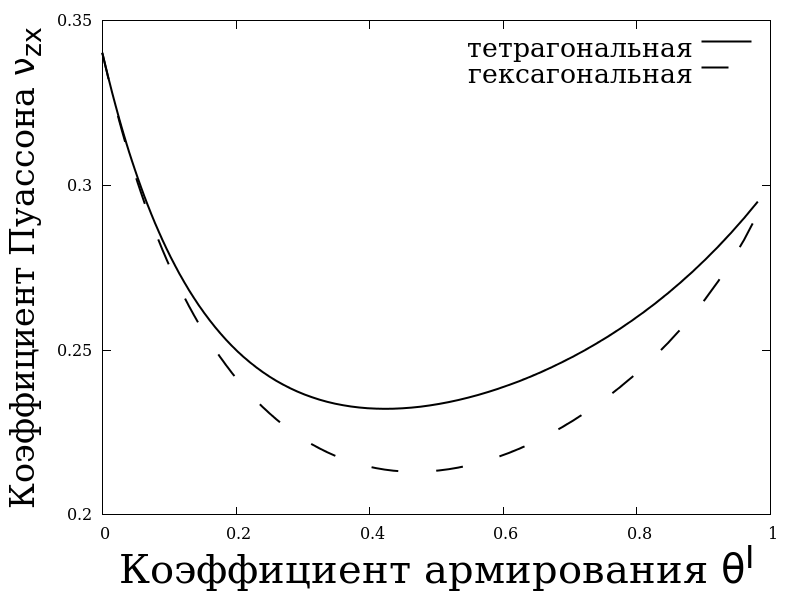 0.35
0.3
0.25
0.2
Коэффициент Пуассона νzx
тетрагональная
гексагональная
0 0.2 0.4 0.6 0.8 1
Коэффициент армирования θI